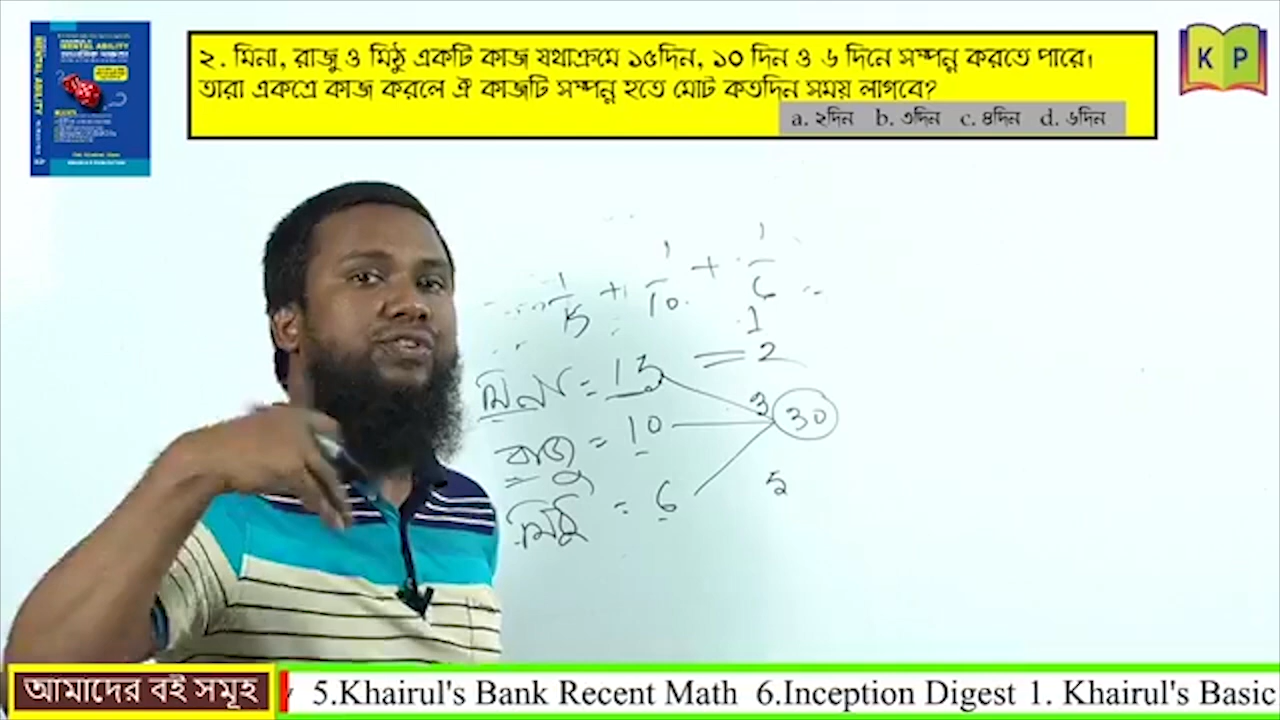 MENTAL ABILITY
K P
২. মিনা, রাজু ও মিঠু একটি কাজ যথাক্রমে ১৫দিন, ১০ দিন ও ৬ দিনে সম্পন্ন করতে পারে।
তারা একত্রে কাজ করলে ঐ কাজটি সম্পন্ন হতে মোট কতদিন সময় লাগবে?
a. ২দিন b. ৩দিন c. ৪দিন d. ৬দিন
1/15 + 1/10 + 1/6
1
= 2
মিনা = 15
3 30
রাজু = 10
মিঠু = 6
5
আমাদের বই সমূহ
5.Khairul's Bank Recent Math 6.Inception Digest 1. Khairul's Basic